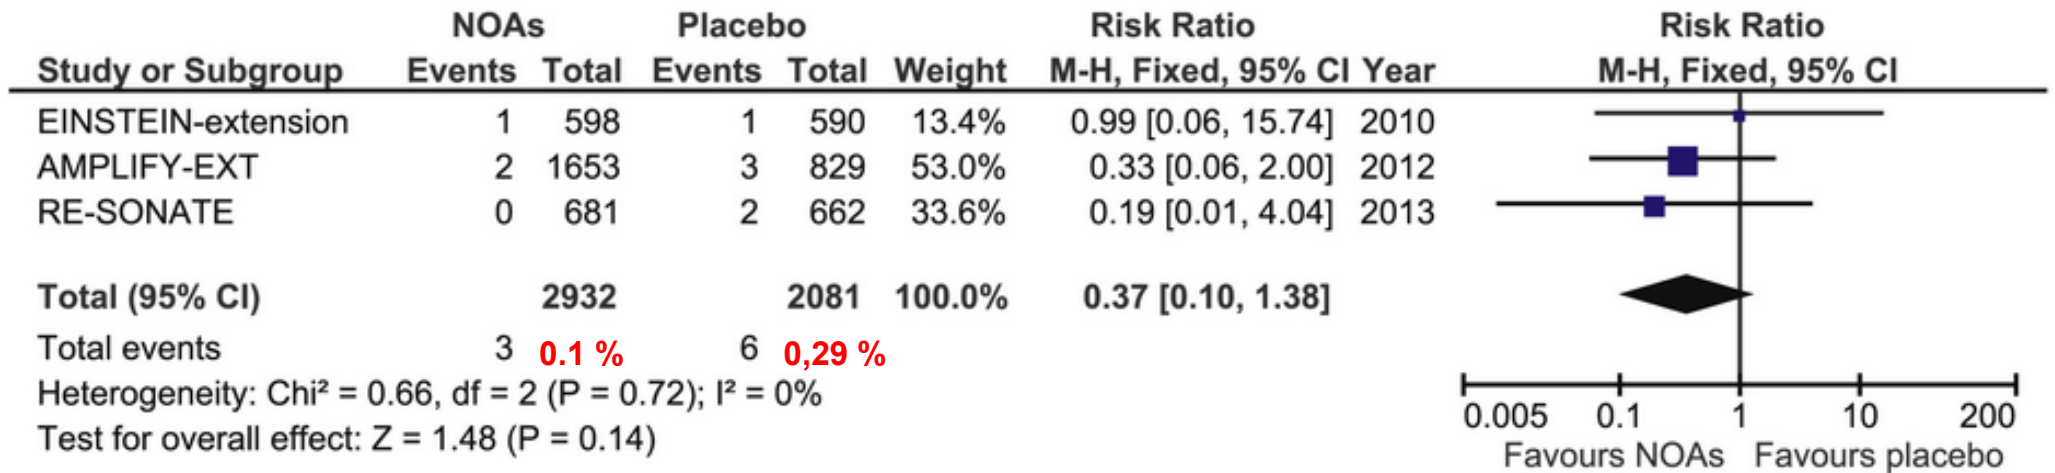 NOAs Placebo Risk Ratio Risk Ratio
Study or Subgroup Events Total Events Total Weight M-H, Fixed, 95% CI Year M-H, Fixed, 95% CI
EINSTEIN-extension 1 598 1 590 13.4% 0.99 [0.06, 15.74] 2010
AMPLIFY-EXT 2 1653 3 829 53.0% 0.33 [0.06, 2.00] 2012
RE-SONATE 0 681 2 662 33.6% 0.19 [0.01, 4.04] 2013
Total (95% CI) 2932 2081 100.0% 0.37 [0.10, 1.38]
Total events 3 0.1 % 6 0,29 %
Heterogeneity: Chi² = 0.66, df = 2 (P = 0.72); I² = 0%
Test for overall effect: Z = 1.48 (P = 0.14)
0.005 0.1 1 10 200
Favours NOAs Favours placebo